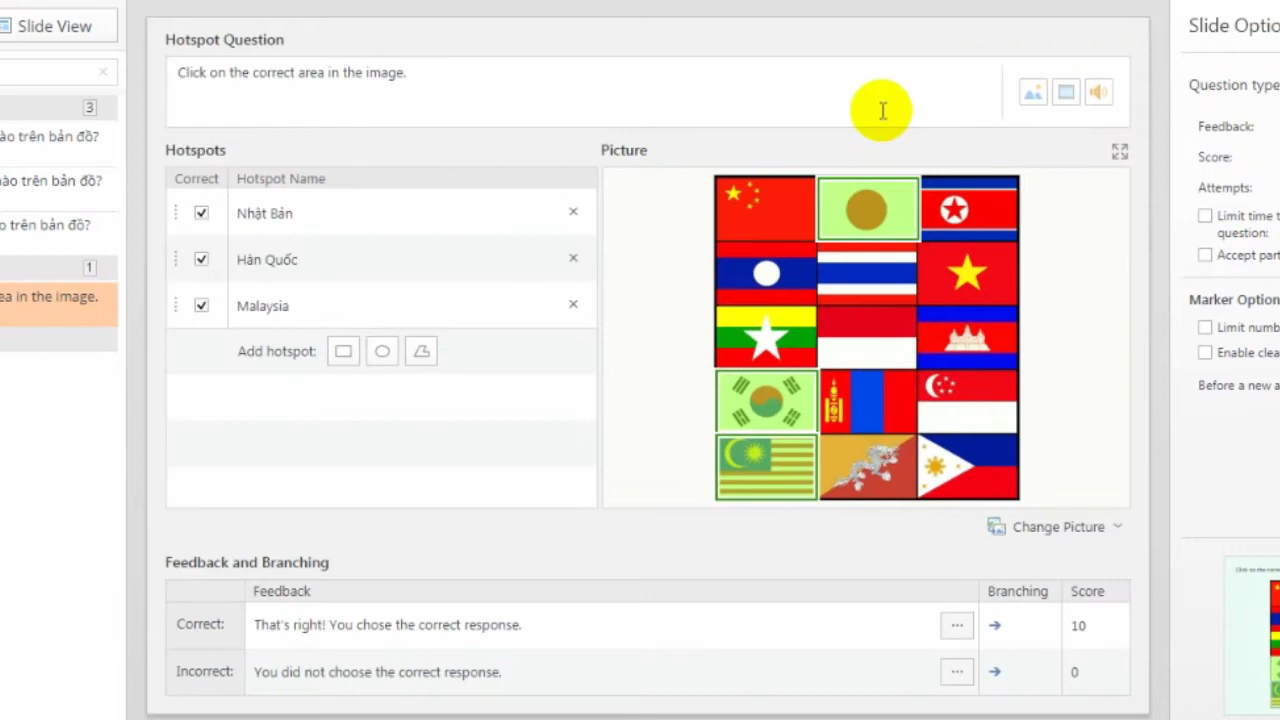 Slide View
3
ào trên bản đồ?
nào trên bản đồ?
o trên bản đồ?
1
ea in the image.
Hotspot Question
Click on the correct area in the image.
Hotspots
Correct Hotspot Name
Nhật Bản
Hàn Quốc
Malaysia
Add hotspot:
Picture
Change Picture
Feedback and Branching
Feedback Branching Score
Correct: That's right! You chose the correct response. ... 10
Incorrect: You did not choose the correct response. ... 0
Slide Optio
Question type
Feedback:
Score:
Attempts:
Limit time t
question:
Accept part
Marker Option
Limit numb
Enable clea
Before a new a